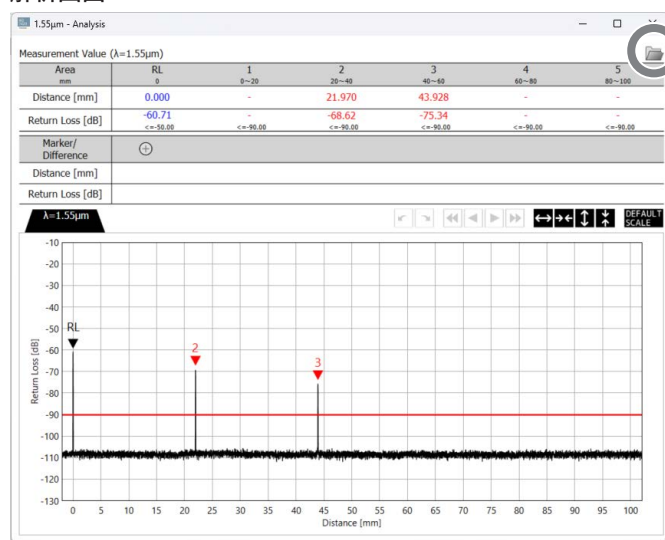 1.55μm - Analysis
Measurement Value (λ=1.55μm)
Area mm RL 0 1 0～20 2 20～40 3 40～60 4 60～80 5 80～100
Distance [mm] 0.000 - 21.970 43.928 - -
Return Loss [dB] -60.71 - -68.62 -75.34 - -
<=-50.00 <=-90.00 <=-90.00 <=-90.00 <=-90.00 <=-90.00
Marker/
Difference
Distance [mm]
Return Loss [dB]
λ=1.55μm
DEFAULT
SCALE
-10
-20
-30
-40
-50
-60
-70
-80
-90
-100
-110
-120
-130
Return Loss [dB]
RL
2
3
0 5 10 15 20 25 30 35 40 45 50 55 60 65 70 75 80 85 90 95 100
Distance [mm]